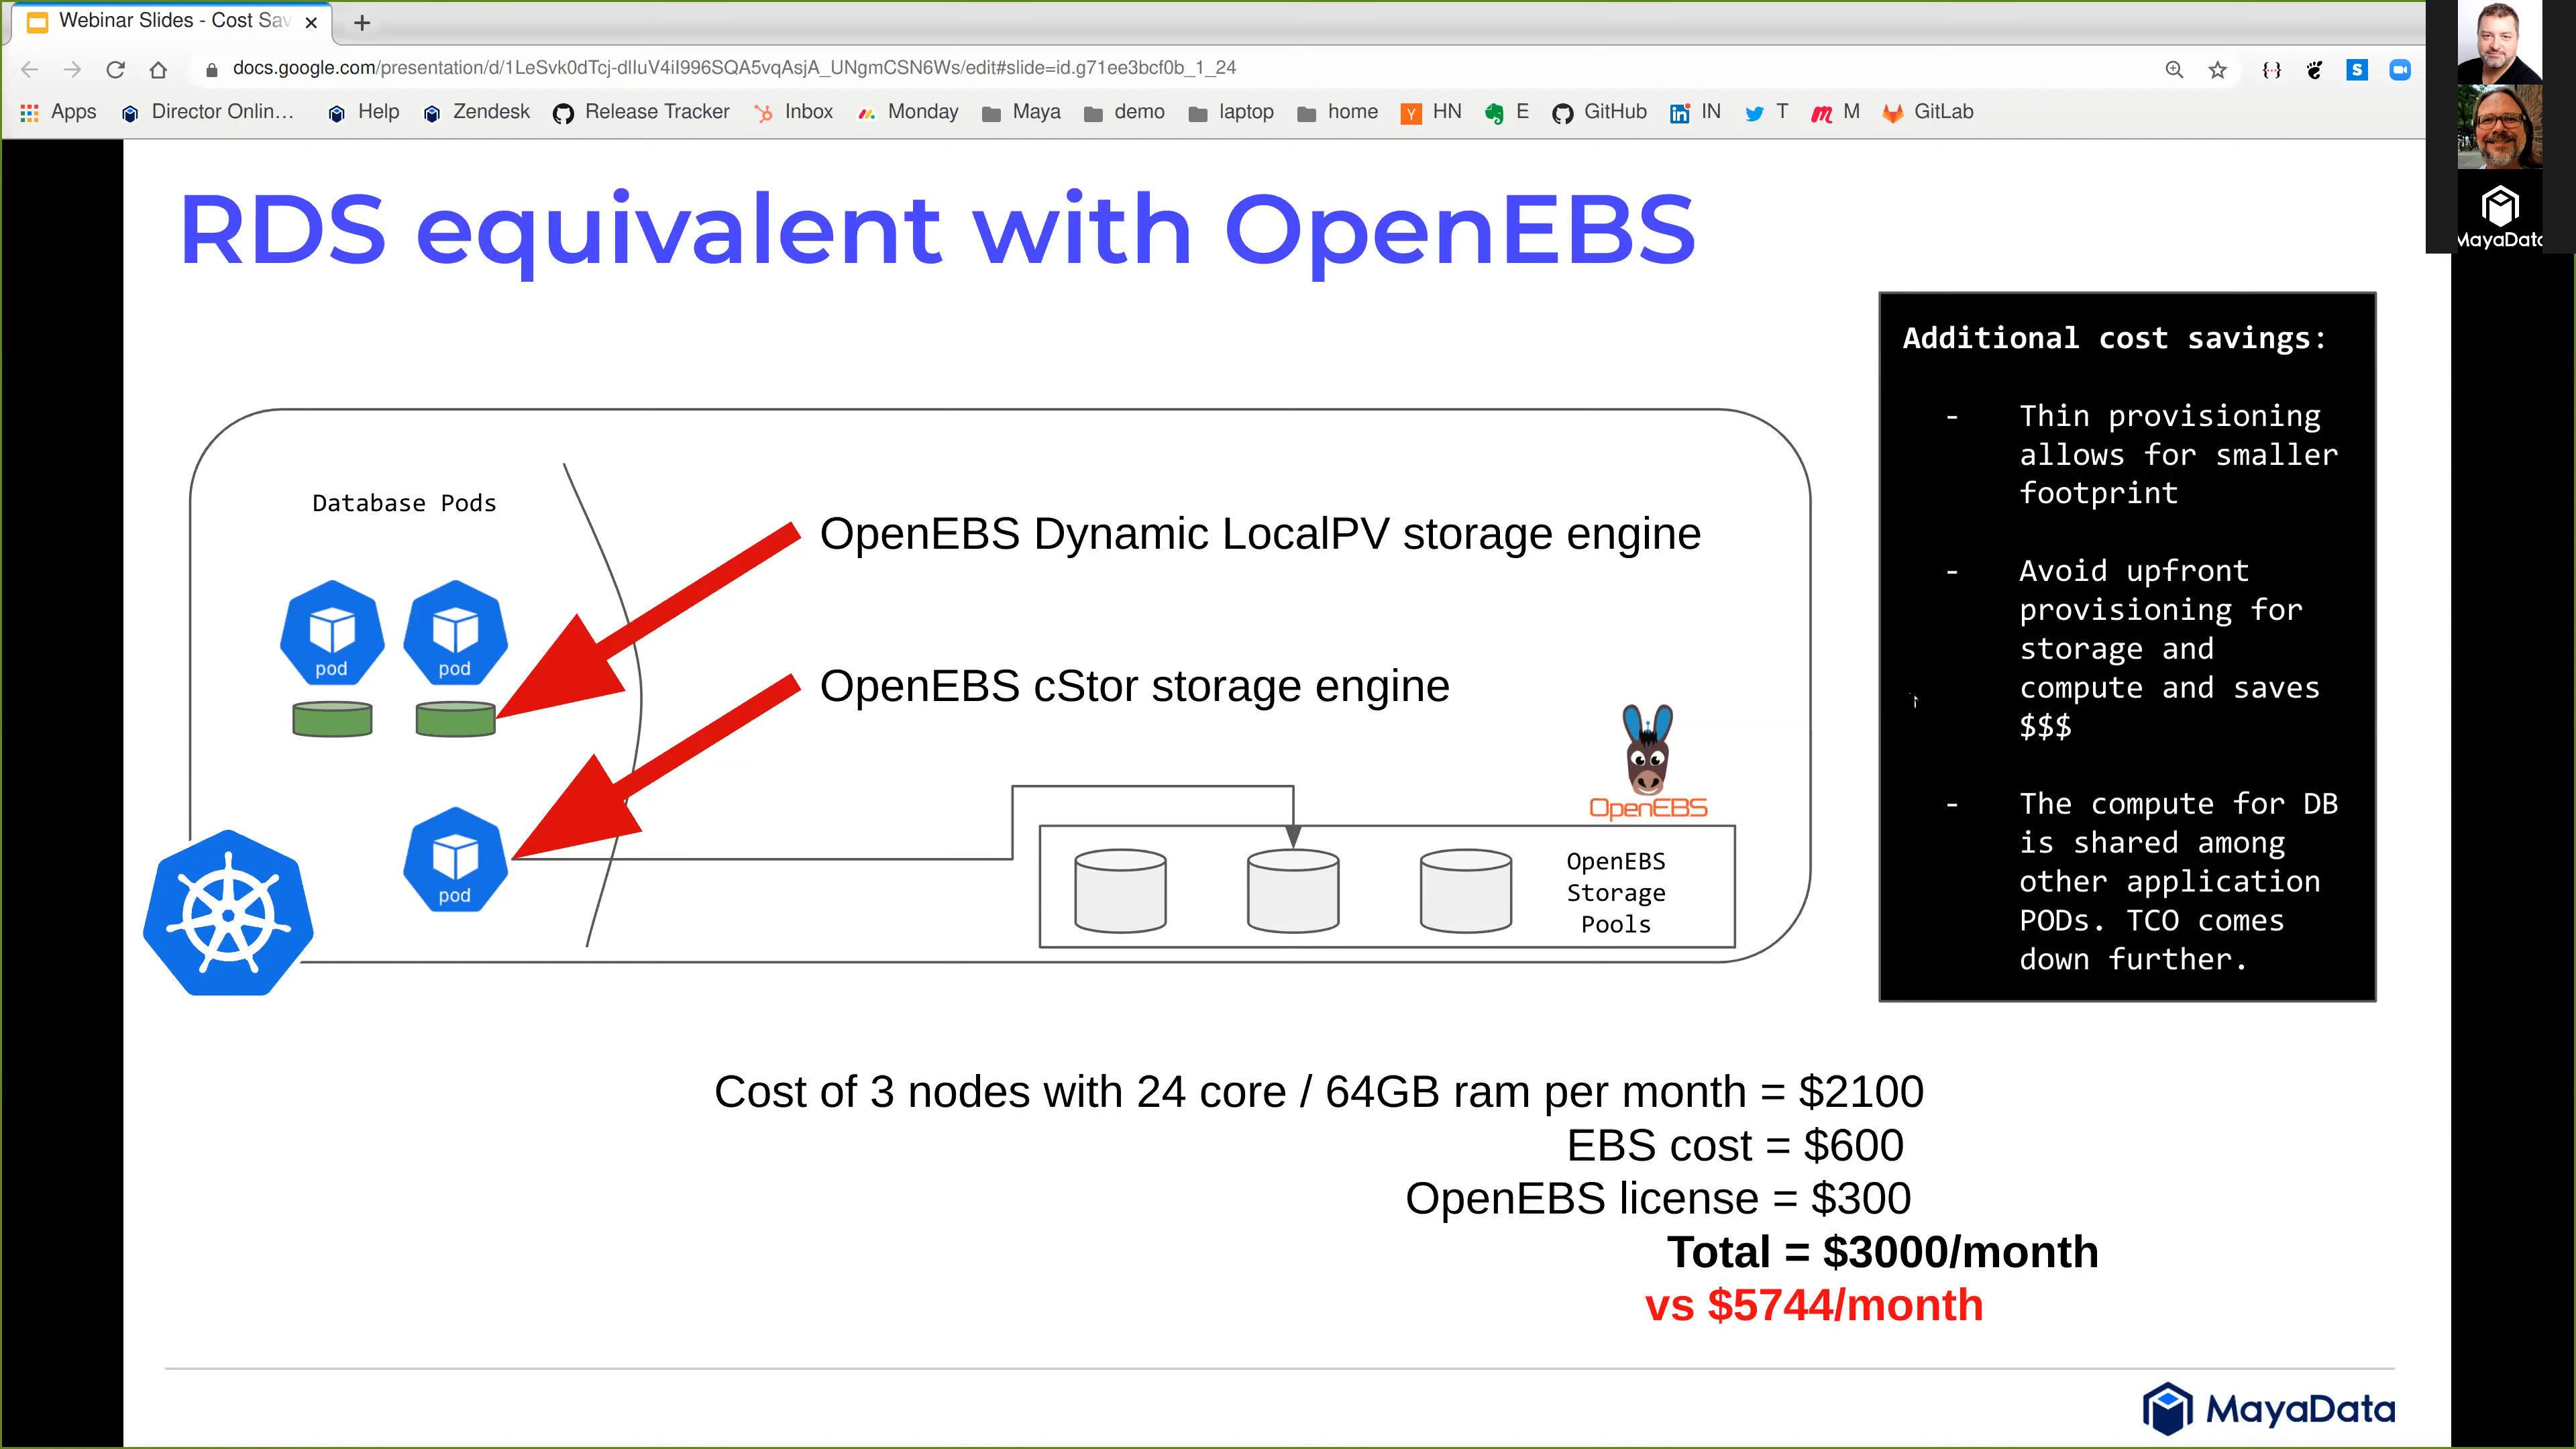 Webinar Slides - Cost Sav
docs.google.com/presentation/d/1LeSvk0dTcj-dlIuV4iI996SQA5vqAsjA_UNgmCSN6Ws/edit#slide=id.g71ee3bcf0b_1_24
Apps Director Onlin… Help Zendesk Release Tracker Inbox Monday Maya demo laptop home HN E GitHub IN T M GitLab
MayaData
RDS equivalent with OpenEBS
Database Pods
OpenEBS Dynamic LocalPV storage engine
pod pod
OpenEBS cStor storage engine
pod
OpenEBS
OpenEBS
Storage
Pools
Additional cost savings:
- Thin provisioning
allows for smaller
footprint
- Avoid upfront
provisioning for
storage and
compute and saves
$$$
- The compute for DB
is shared among
other application
PODs. TCO comes
down further.
Cost of 3 nodes with 24 core / 64GB ram per month = $2100
EBS cost = $600
OpenEBS license = $300
Total = $3000/month
vs $5744/month
MayaData